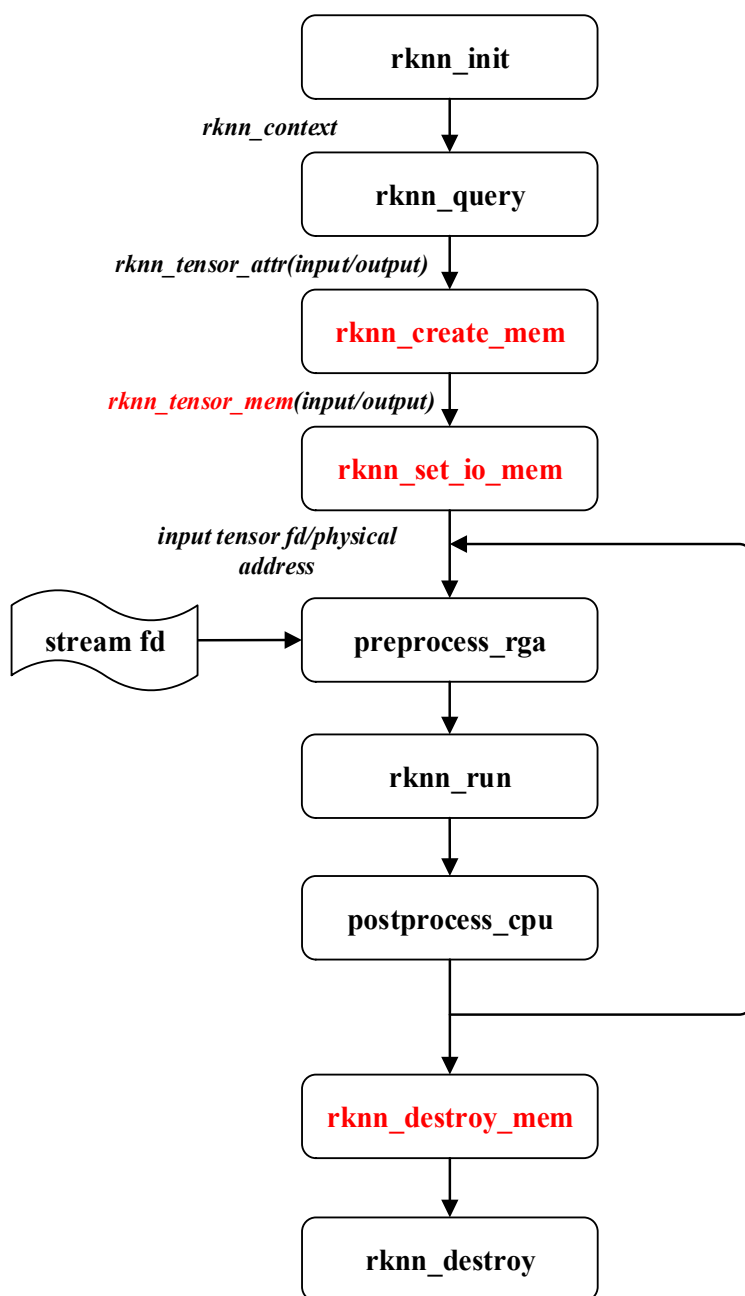 rknn_init
rknn_context
rknn_query
rknn_tensor_attr(input/output)
rknn_create_mem
rknn_tensor_mem(input/output)
rknn_set_io_mem
input tensor fd/physical
address
stream fd
preprocess_rga
rknn_run
postprocess_cpu
rknn_destroy_mem
rknn_destroy